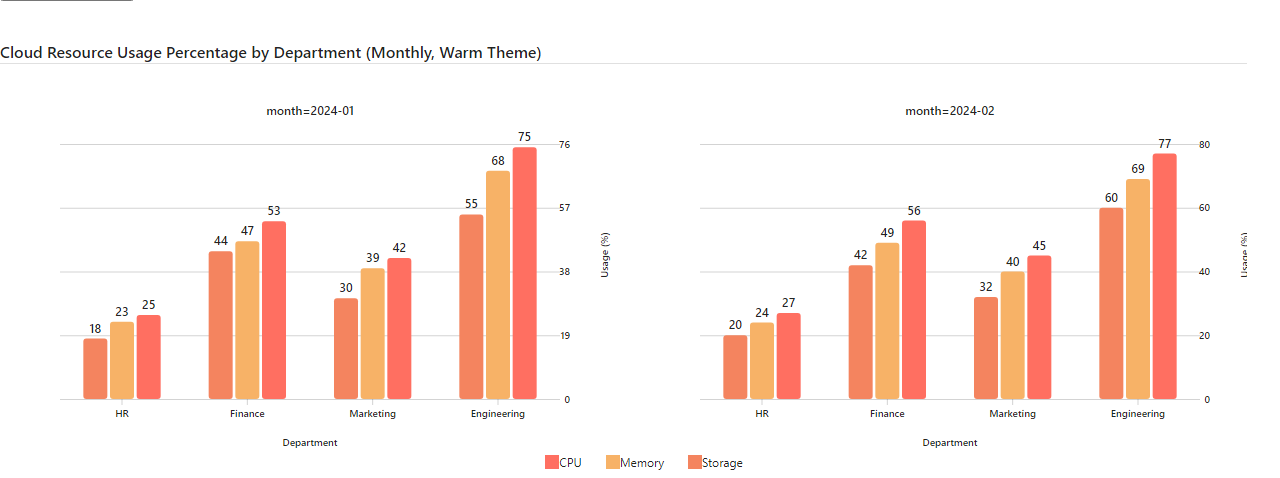 Cloud Resource Usage Percentage by Department (Monthly, Warm Theme)
month=2024-01
76
57
38
19
0
Usage (%)
18
23
25
44
47
53
30
39
42
55
68
75
HR
Finance
Marketing
Engineering
Department
month=2024-02
80
60
40
20
0
Usage (%)
20
24
27
42
49
56
32
40
45
60
69
77
HR
Finance
Marketing
Engineering
Department
CPU
Memory
Storage